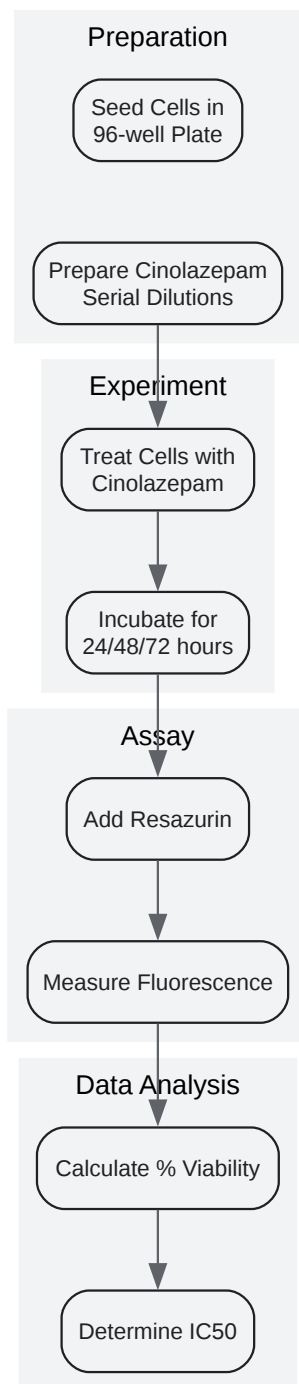 Preparation
Seed Cells in
96-well Plate
Prepare Cinolazepam
Serial Dilutions
Experiment
Treat Cells with
Cinolazepam
Incubate for
24/48/72 hours
Assay
Add Resazurin
Measure Fluorescence
Data Analysis
Calculate % Viability
Determine IC50